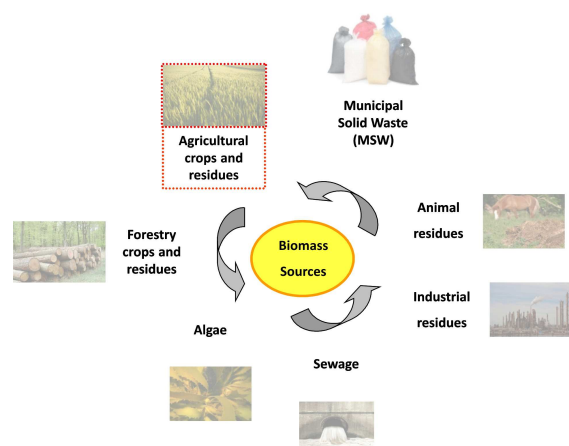 Municipal
Solid Waste
(MSW)
Agricultural
crops and
residues
Animal
residues
Forestry
crops and
residues
Biomass
Sources
Industrial
residues
Algae
Sewage